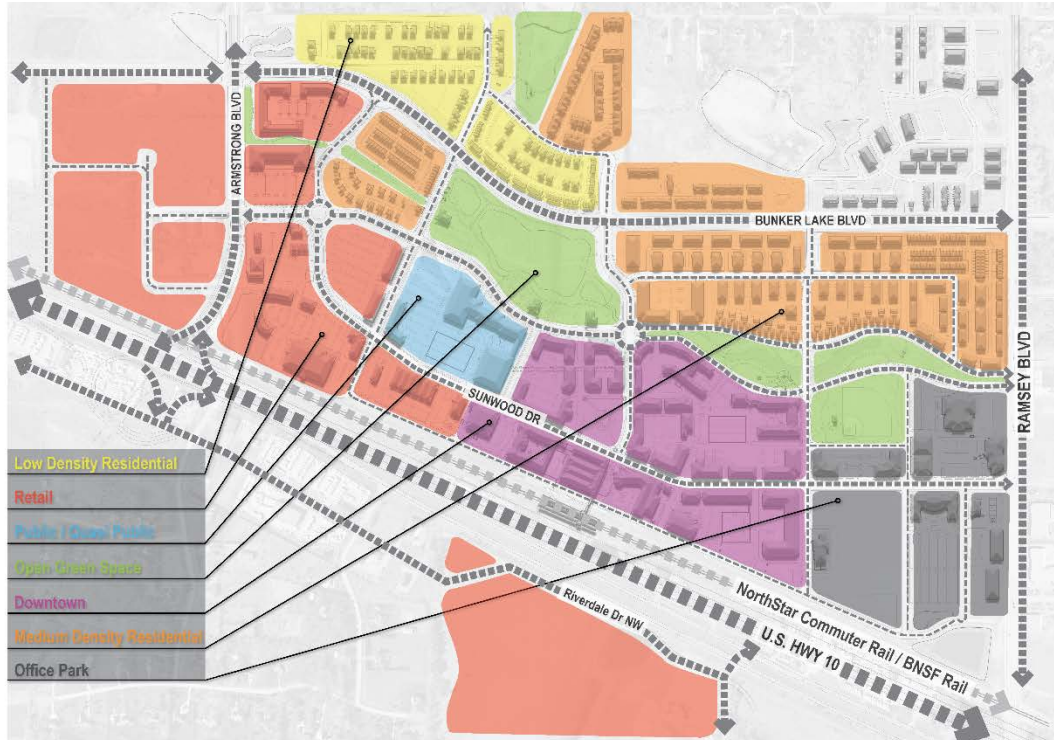 ARMSTRONG BLVD
BUNKER LAKE BLVD
RAMSEY BLVD
SUNWOOD DR
Low Density Residential
Retail
Public / Quasi Public
Open Green Space
Downtown
Medium Density Residential
Office Park
Riverdale Dr NW
NorthStar Commuter Rail / BNSF Rail
U.S. HWY 10